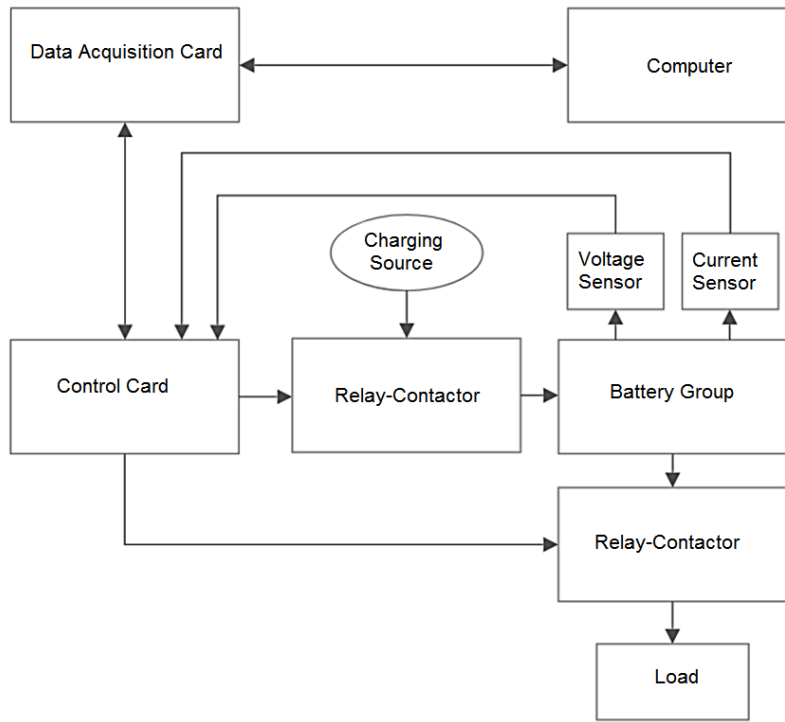 Data Acquisition Card
Computer
Charging
Source
Voltage
Sensor
Current
Sensor
Control Card
Relay-Contactor
Battery Group
Relay-Contactor
Load